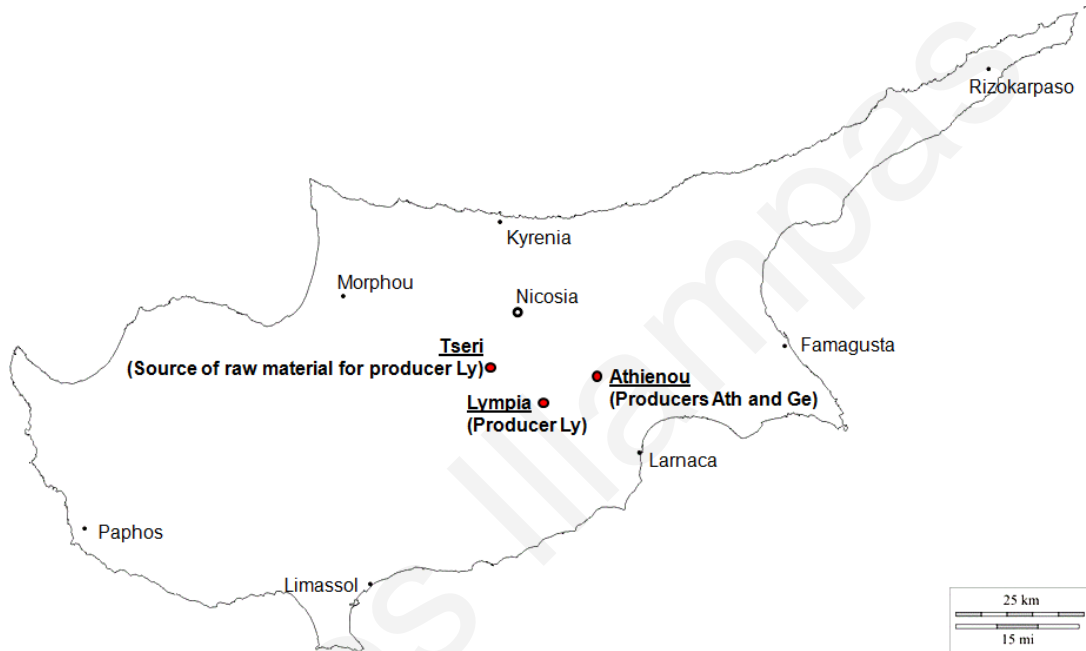 Rizokarpaso
Kyrenia
Morphou
Nicosia
Tseri
(Source of raw material for producer Ly)
Famagusta
Athienou
(Producers Ath and Ge)
Lympia
(Producer Ly)
Larnaca
Paphos
Limassol
25 km
15 mi
s Iliampas